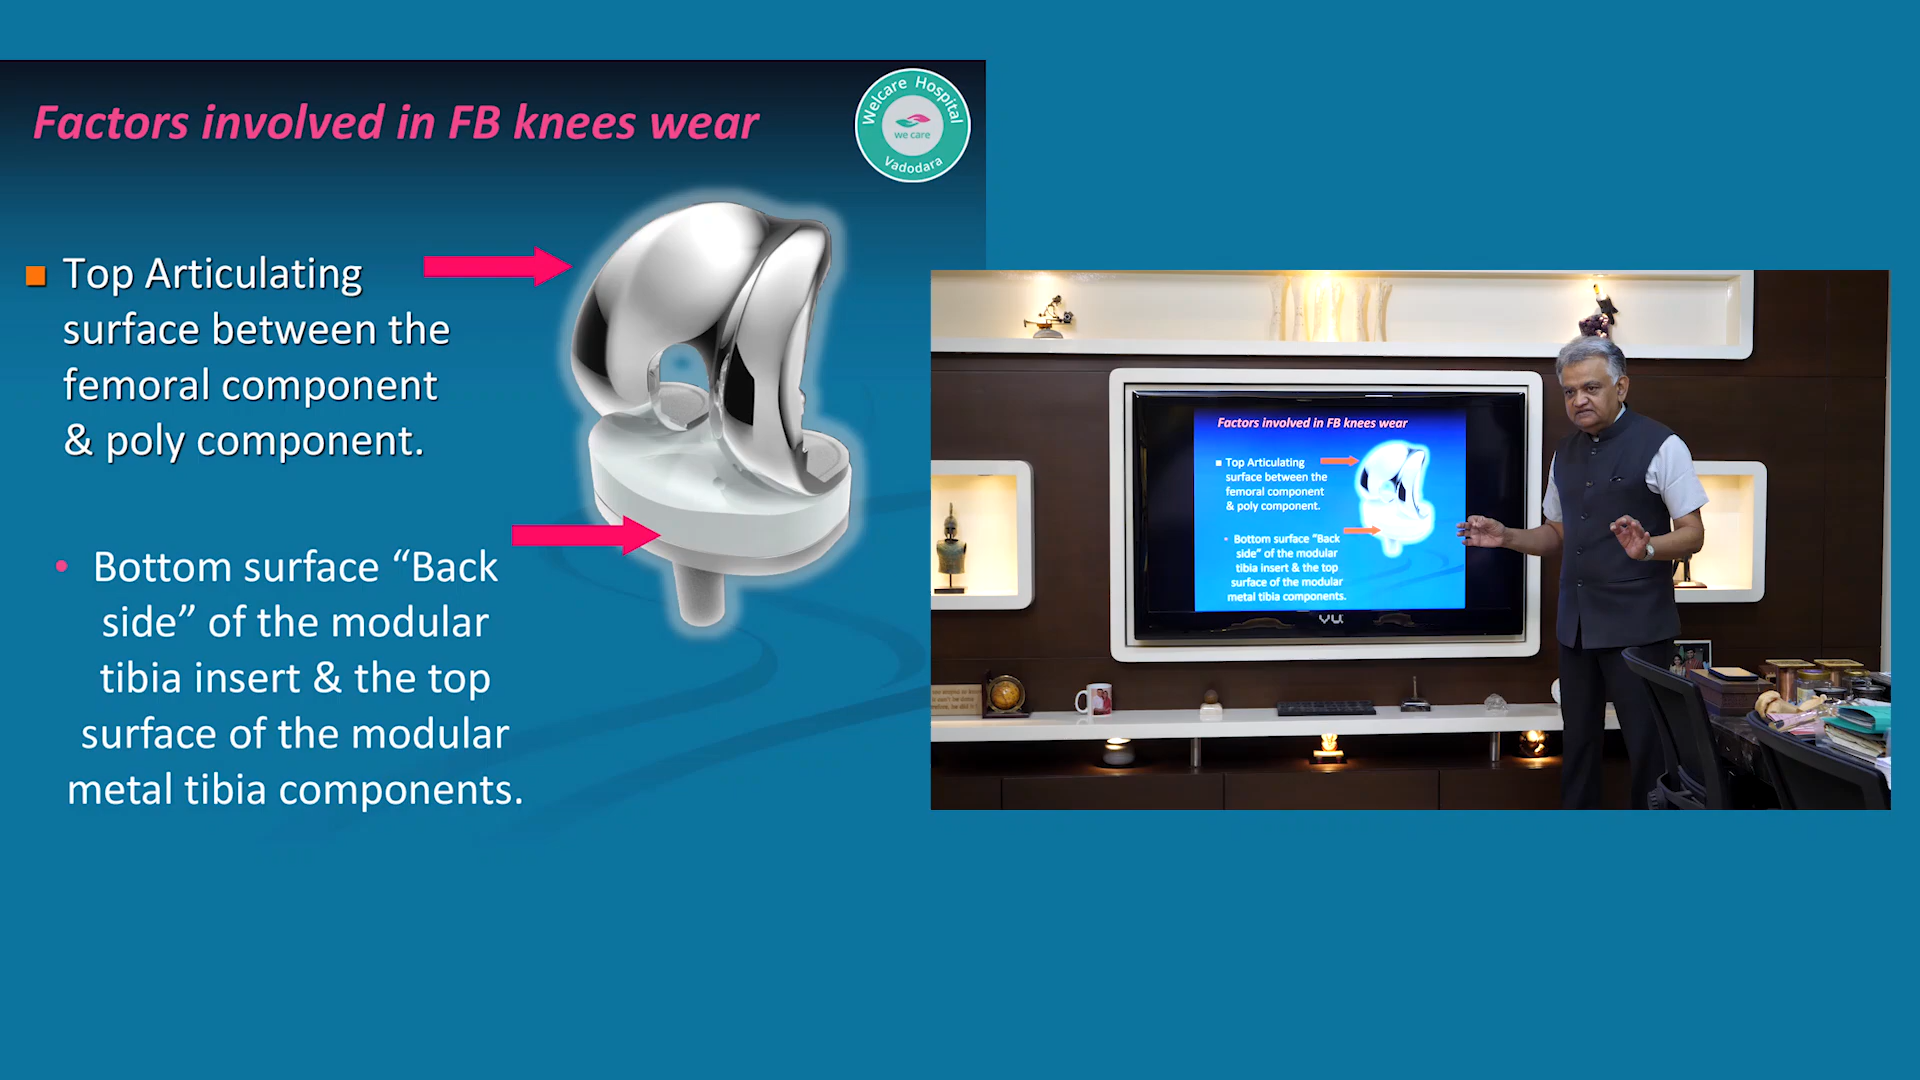 Factors involved in FB knees wear
Welcare Hospital
we care
Vadodara
Top Articulating
surface between the
femoral component
& poly component.
Bottom surface “Back
side” of the modular
tibia insert & the top
surface of the modular
metal tibia components.
Factors involved in FB knees wear
Top Articulating
surface between the
femoral component
& poly component.
Bottom surface “Back
side” of the modular
tibia insert & the top
surface of the modular
metal tibia components.
VU